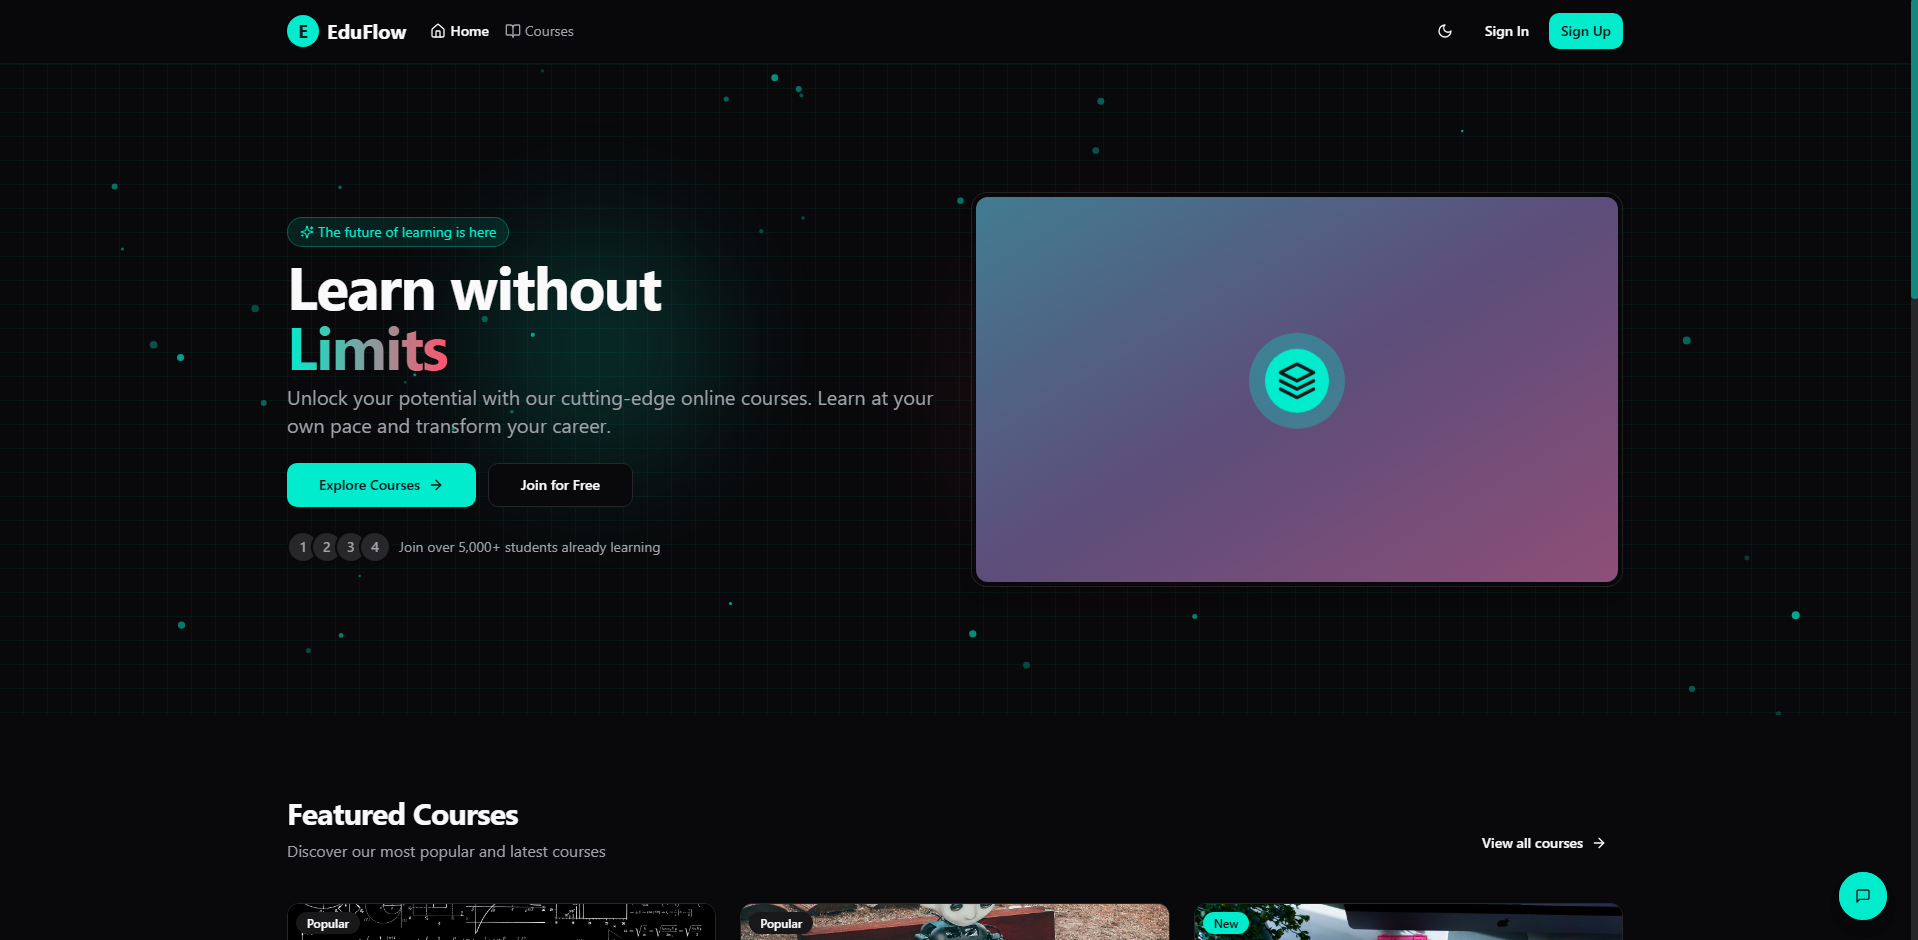 E EduFlow Home Courses Sign In Sign Up
The future of learning is here
Learn without
Limits
Unlock your potential with our cutting-edge online courses. Learn at your
own pace and transform your career.
Explore Courses → Join for Free
1 2 3 4 Join over 5,000+ students already learning
Featured Courses
Discover our most popular and latest courses
View all courses →
Popular
Popular
New